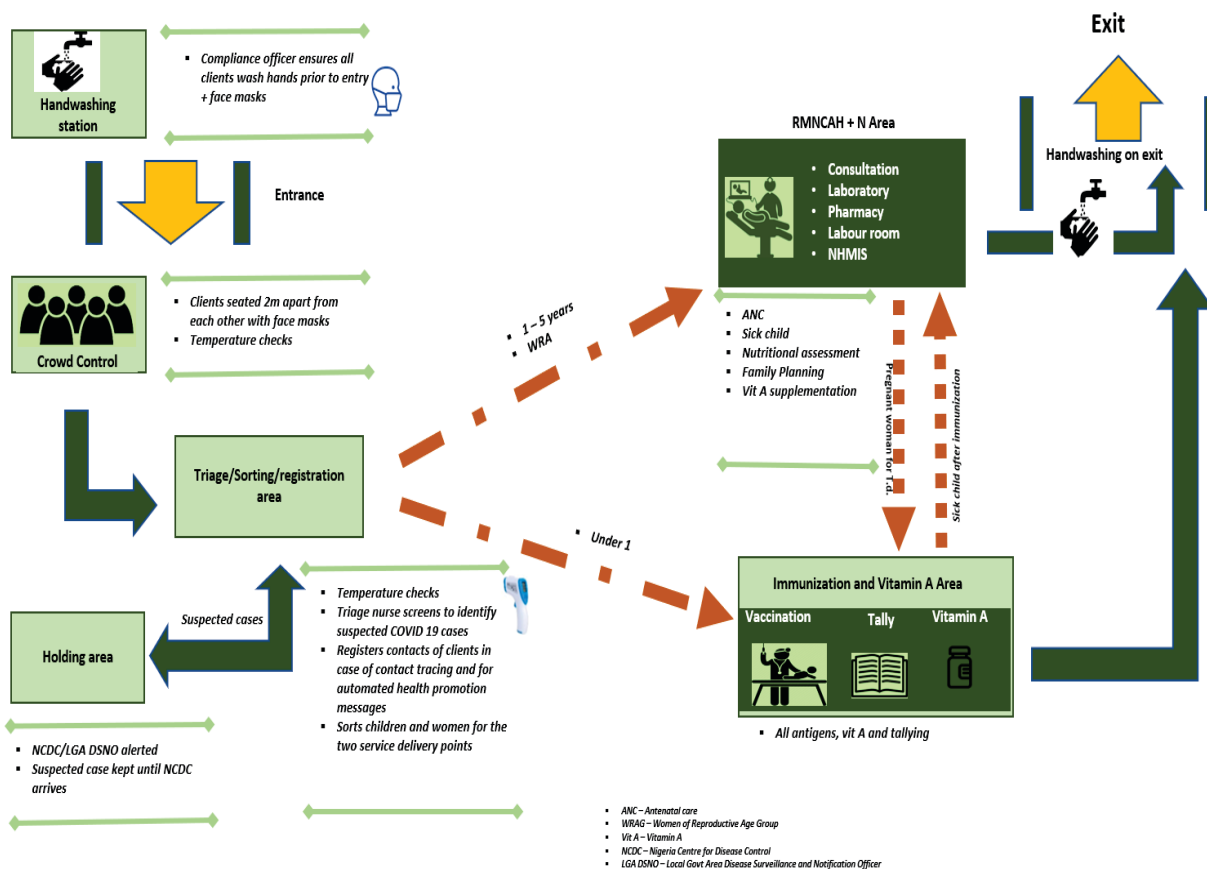 Handwashing
station
▪ Compliance officer ensures all
clients wash hands prior to entry
+ face masks
Entrance
Crowd Control
▪ Clients seated 2m apart from
each other with face masks
▪ Temperature checks
Triage/Sorting/registration
area
Suspected cases
Holding area
▪ NCDC/LGA DSNO alerted
▪ Suspected case kept until NCDC
arrives
▪ Temperature checks
▪ Triage nurse screens to identify
suspected COVID 19 cases
▪ Registers contacts of clients in
case of contact tracing and for
automated health promotion
messages
▪ Sorts children and women for the
two service delivery points
▪ 1 – 5 years
▪ WRA
▪ Under 1
RMNCAH + N Area
• Consultation
• Laboratory
• Pharmacy
• Labour room
• NHMIS
▪ ANC
▪ Sick child
▪ Nutritional assessment
▪ Family Planning
▪ Vit A supplementation
Pregnant woman for T.d.
Sick child after immunization
Immunization and Vitamin A Area
Vaccination
Tally
Vitamin A
▪ All antigens, vit A and tallying
Exit
Handwashing on exit
▪ ANC – Antenatal care
▪ WRAG – Women of Reproductive Age Group
▪ Vit A – Vitamin A
▪ NCDC – Nigeria Centre for Disease Control
▪ LGA DSNO – Local Govt Area Disease Surveillance and Notification Officer